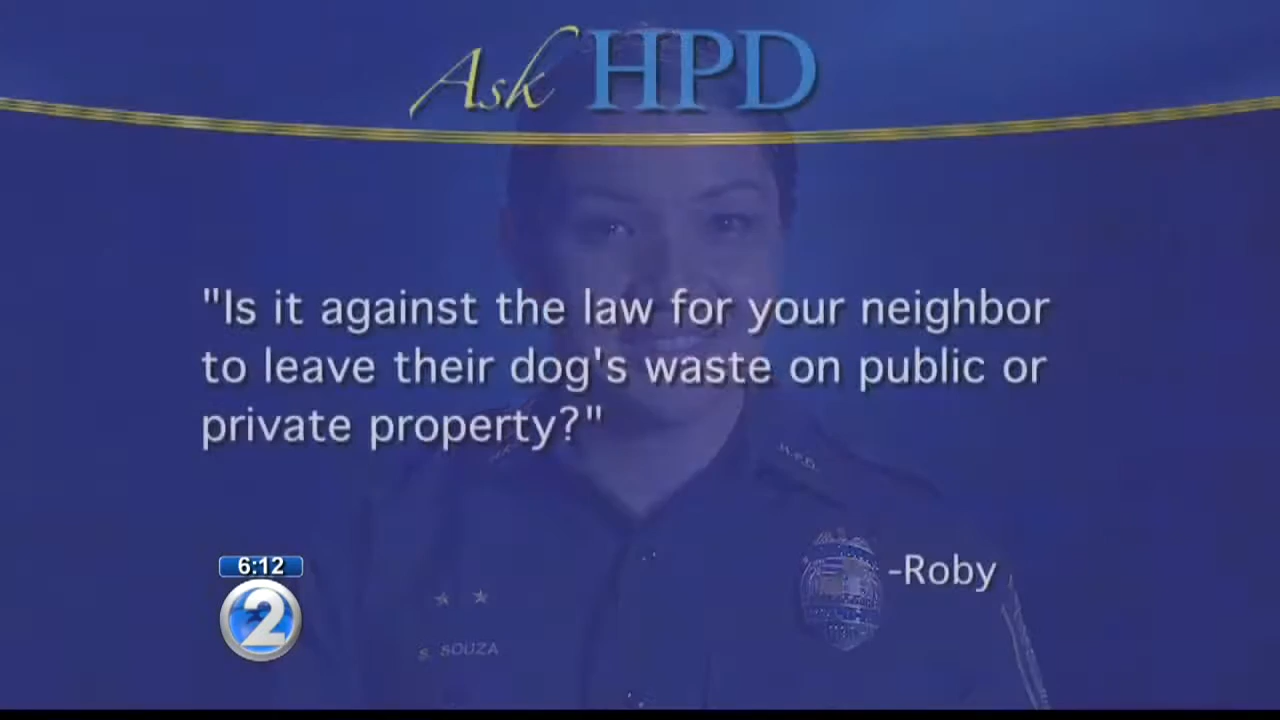 Ask HPD
"Is it against the law for your neighbor
to leave their dog's waste on public or
private property?"
H.P.D.
-Roby
6:12
2
S. SOUZA